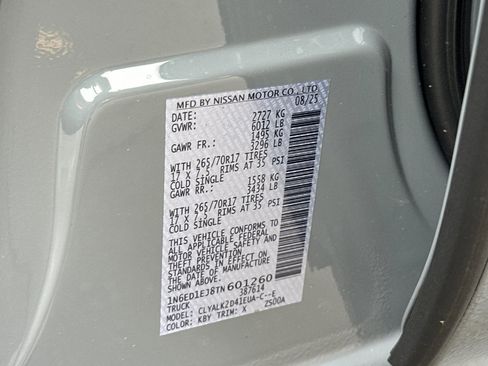 MFD BY NISSAN MOTOR CO., LTD.
DATE: 08/25
GVWR: 2727 KG
6012 LB
GAWR FR.: 1495 KG
3296 LB
WITH 265/70R17 TIRES
17 X 7.5 RIMS AT 35 PSI
COLD SINGLE
GAWR RR.: 1558 KG
3434 LB
WITH 265/70R17 TIRES
17 X 7.5 RIMS AT 35 PSI
COLD SINGLE
THIS VEHICLE CONFORMS TO
ALL APPLICABLE FEDERAL
MOTOR VEHICLE SAFETY AND
THEFT PREVENTION STANDARDS
IN EFFECT ON THE DATE OF
MANUFACTURE SHOWN ABOVE.
1N6ED1EJ8TN601260
TRUCK 387614
MODEL: CLYALKZD41EUA-C--E
COLOR: KBY TRIM: X ZS00A